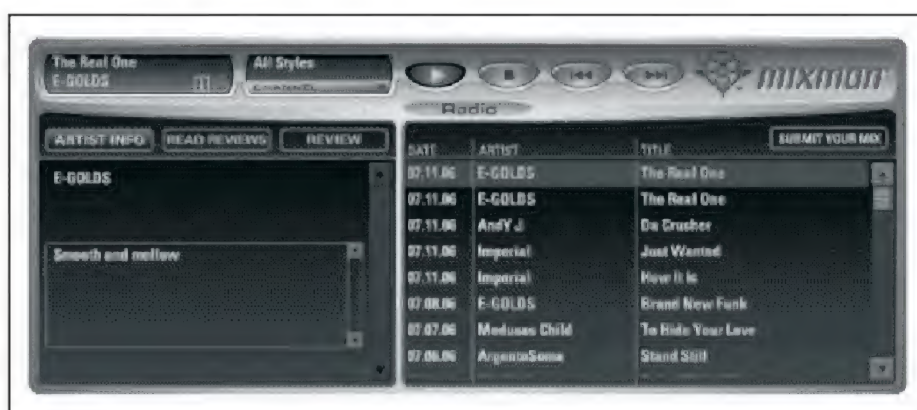 The Real One
E-GOLDS
All Styles
mixman
Radio
ARTIST INFO READ REVIEWS REVIEW
SUBMIT YOUR MIX
DATE ARTIST TITLE
E-GOLDS
Smooth and mellow
07.11.06 E-GOLDS The Real One
07.11.06 E-GOLDS The Real One
07.11.06 AndY J Da Crusher
07.11.06 Imperial Just Wanted
07.11.06 Imperial How It Is
07.08.06 E-GOLDS Brand New Funk
07.07.06 Medusas Child To Hide Your Love
07.06.06 ArgentoSoma Stand Still